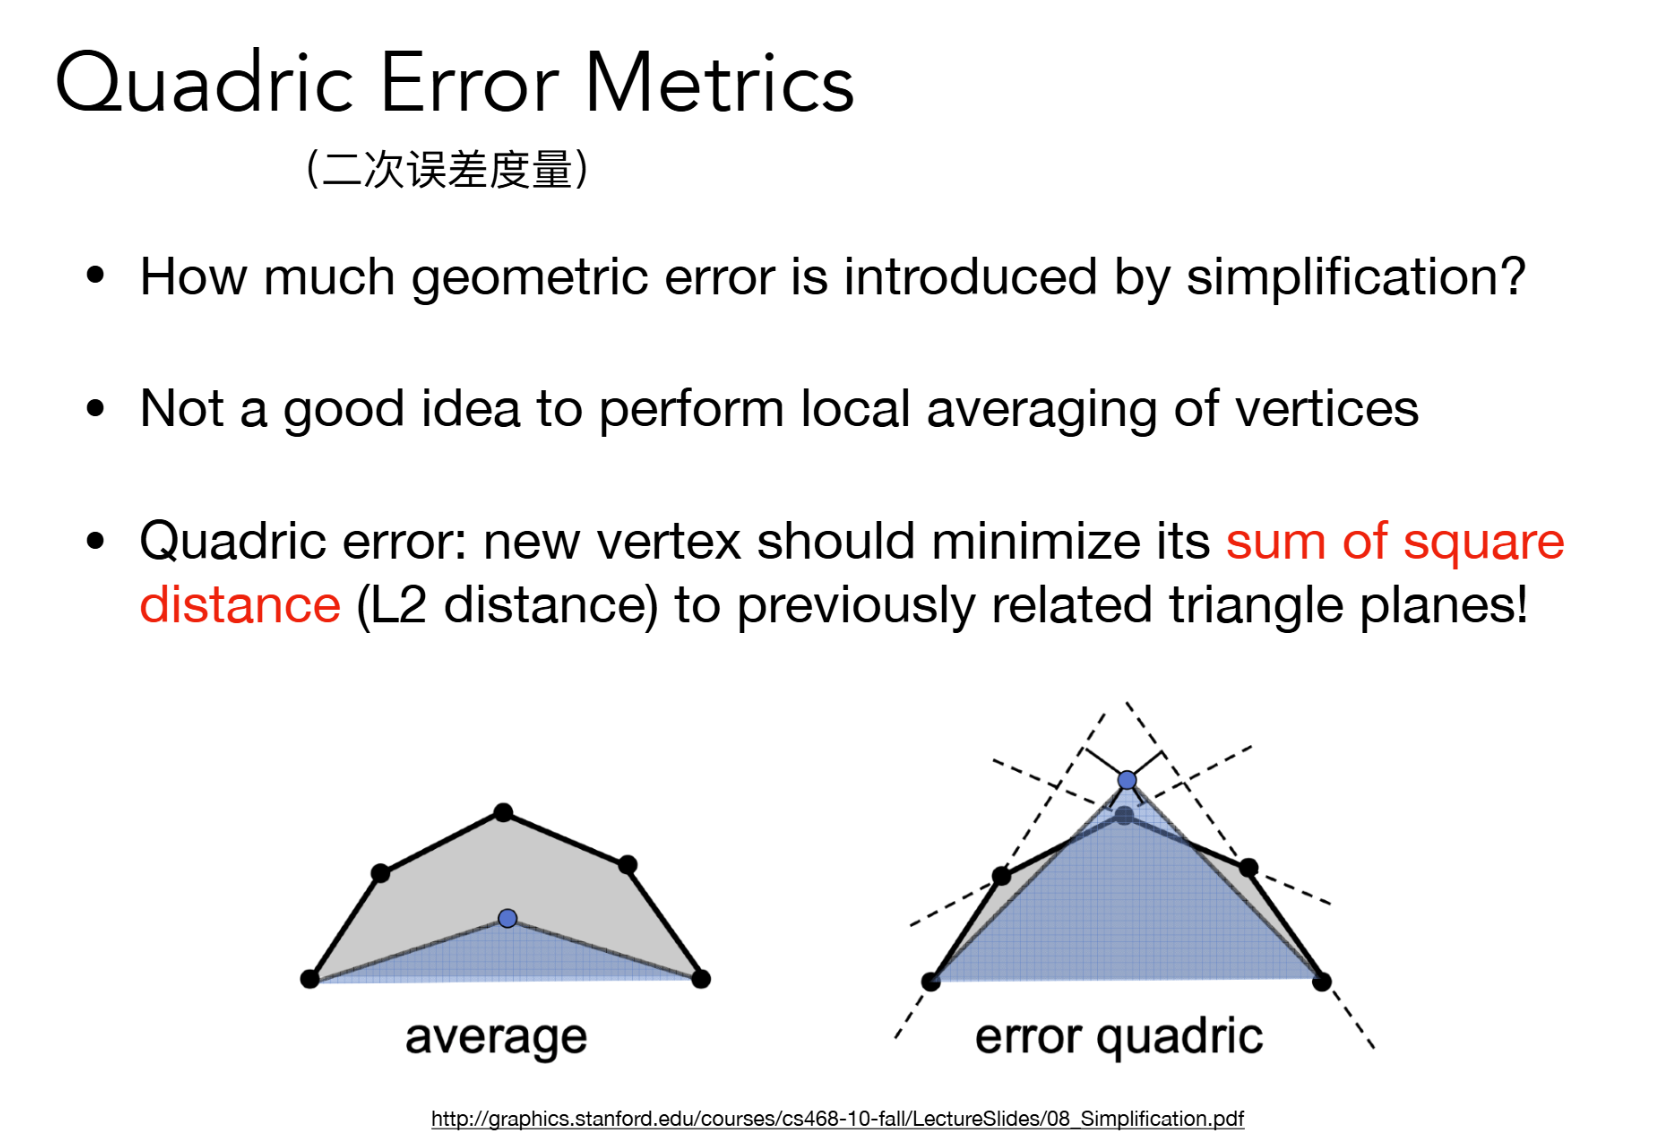 Quadric Error Metrics
(二次误差度量)
• How much geometric error is introduced by simplification?
• Not a good idea to perform local averaging of vertices
• Quadric error: new vertex should minimize its sum of square
distance (L2 distance) to previously related triangle planes!
average
error quadric
http://graphics.stanford.edu/courses/cs468-10-fall/LectureSlides/08_Simplification.pdf